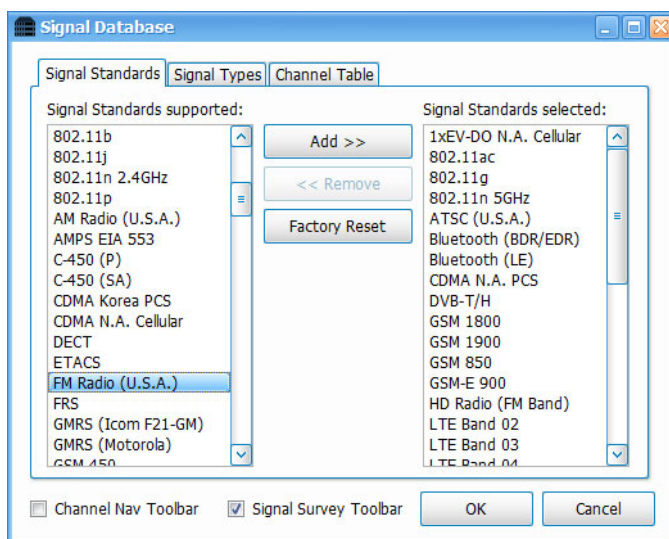 Signal Database
Signal Standards
Signal Types
Channel Table
Signal Standards supported:
802.11b
802.11j
802.11n 2.4GHz
802.11p
AM Radio (U.S.A.)
AMPS EIA 553
C-450 (P)
C-450 (SA)
CDMA Korea PCS
CDMA N.A. Cellular
DECT
ETACS
FM Radio (U.S.A.)
FRS
GMRS (Icom F21-GM)
GMRS (Motorola)
GSM 450
Add >>
<< Remove
Factory Reset
Signal Standards selected:
1xEV-DO N.A. Cellular
802.11ac
802.11g
802.11n 5GHz
ATSC (U.S.A.)
Bluetooth (BDR/EDR)
Bluetooth (LE)
CDMA N.A. PCS
DVB-T/H
GSM 1800
GSM 1900
GSM 850
GSM-E 900
HD Radio (FM Band)
LTE Band 02
LTE Band 03
LTE Band 04
Channel Nav Toolbar
Signal Survey Toolbar
OK
Cancel